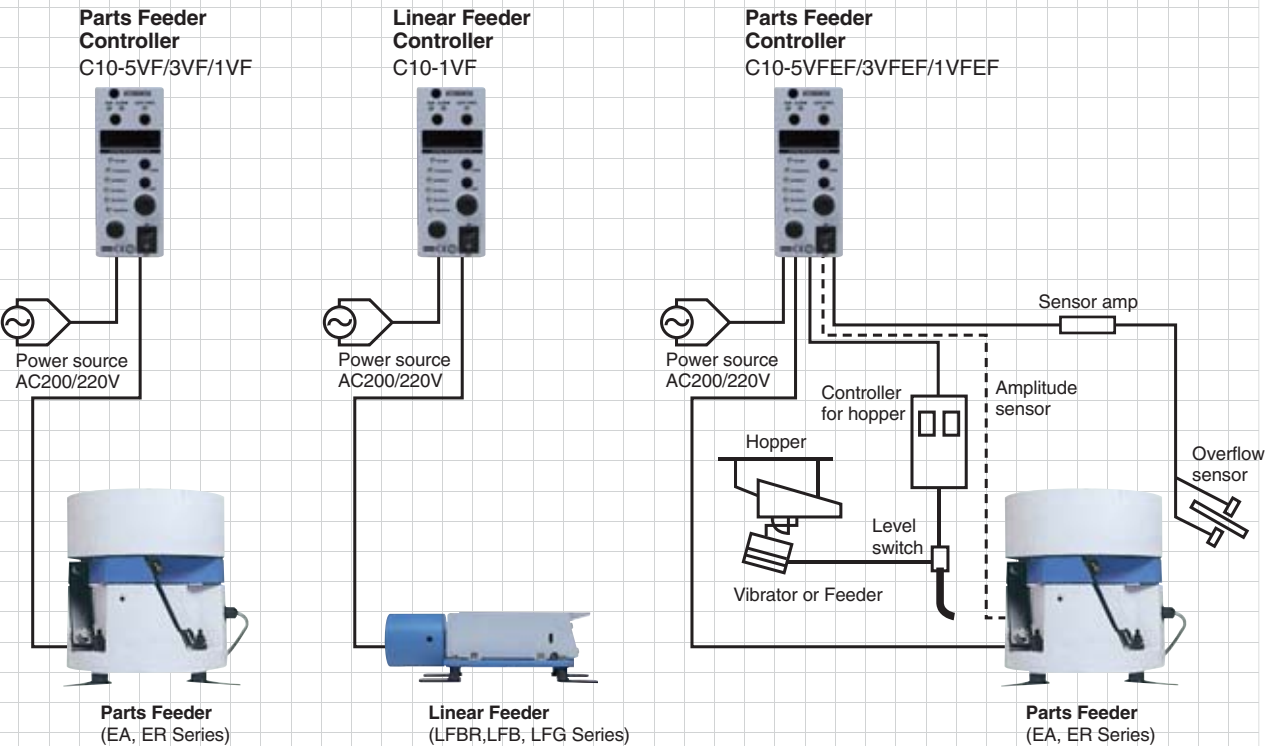 Parts Feeder
Controller
C10-5VF/3VF/1VF
Linear Feeder
Controller
C10-1VF
Parts Feeder
Controller
C10-5VFEF/3VFEF/1VFEF
Power source
AC200/220V
Power source
AC200/220V
Power source
AC200/220V
Sensor amp
Controller
for hopper
Amplitude
sensor
Hopper
Overflow
sensor
Level
switch
Vibrator or Feeder
Parts Feeder
(EA, ER Series)
Linear Feeder
(LFBR,LFB, LFG Series)
Parts Feeder
(EA, ER Series)